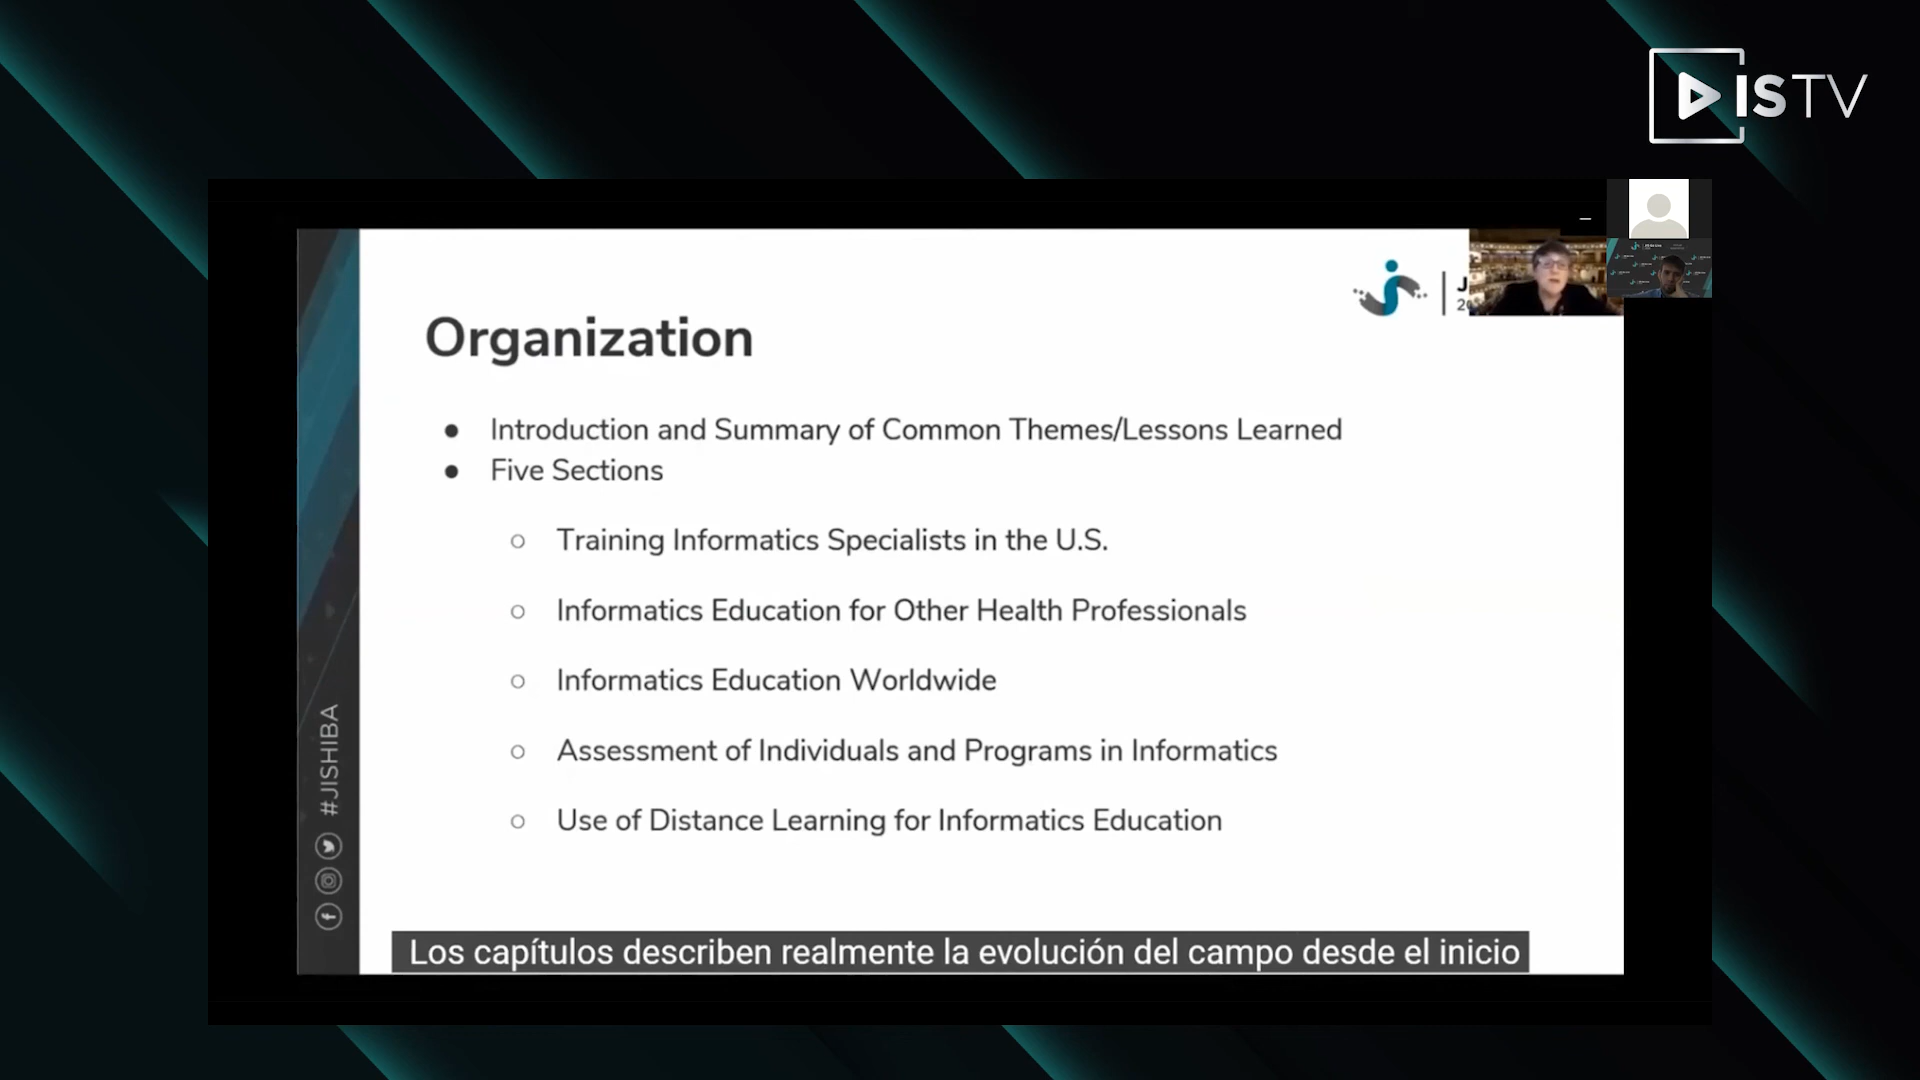 ISTV
J
20
Organization
● Introduction and Summary of Common Themes/Lessons Learned
● Five Sections
○ Training Informatics Specialists in the U.S.
○ Informatics Education for Other Health Professionals
○ Informatics Education Worldwide
○ Assessment of Individuals and Programs in Informatics
○ Use of Distance Learning for Informatics Education
#JISHIBA
Los capítulos describen realmente la evolución del campo desde el inicio